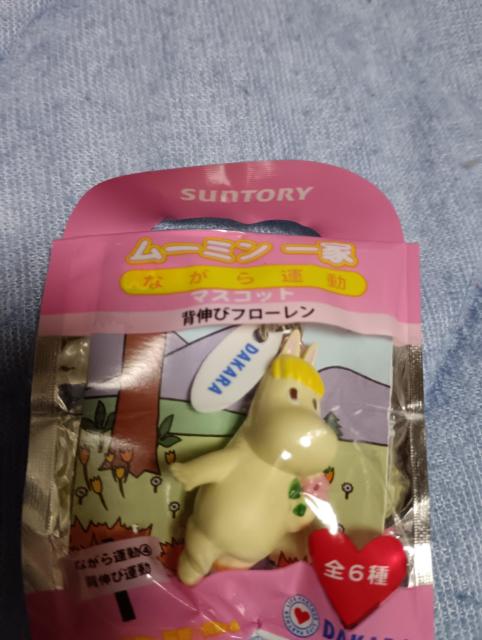 SUNTORY
ムーミン一家
ながら運動
マスコット
背伸びフローレン
DAKARA
ながら運動④
背伸び運動
全6種
DAKA